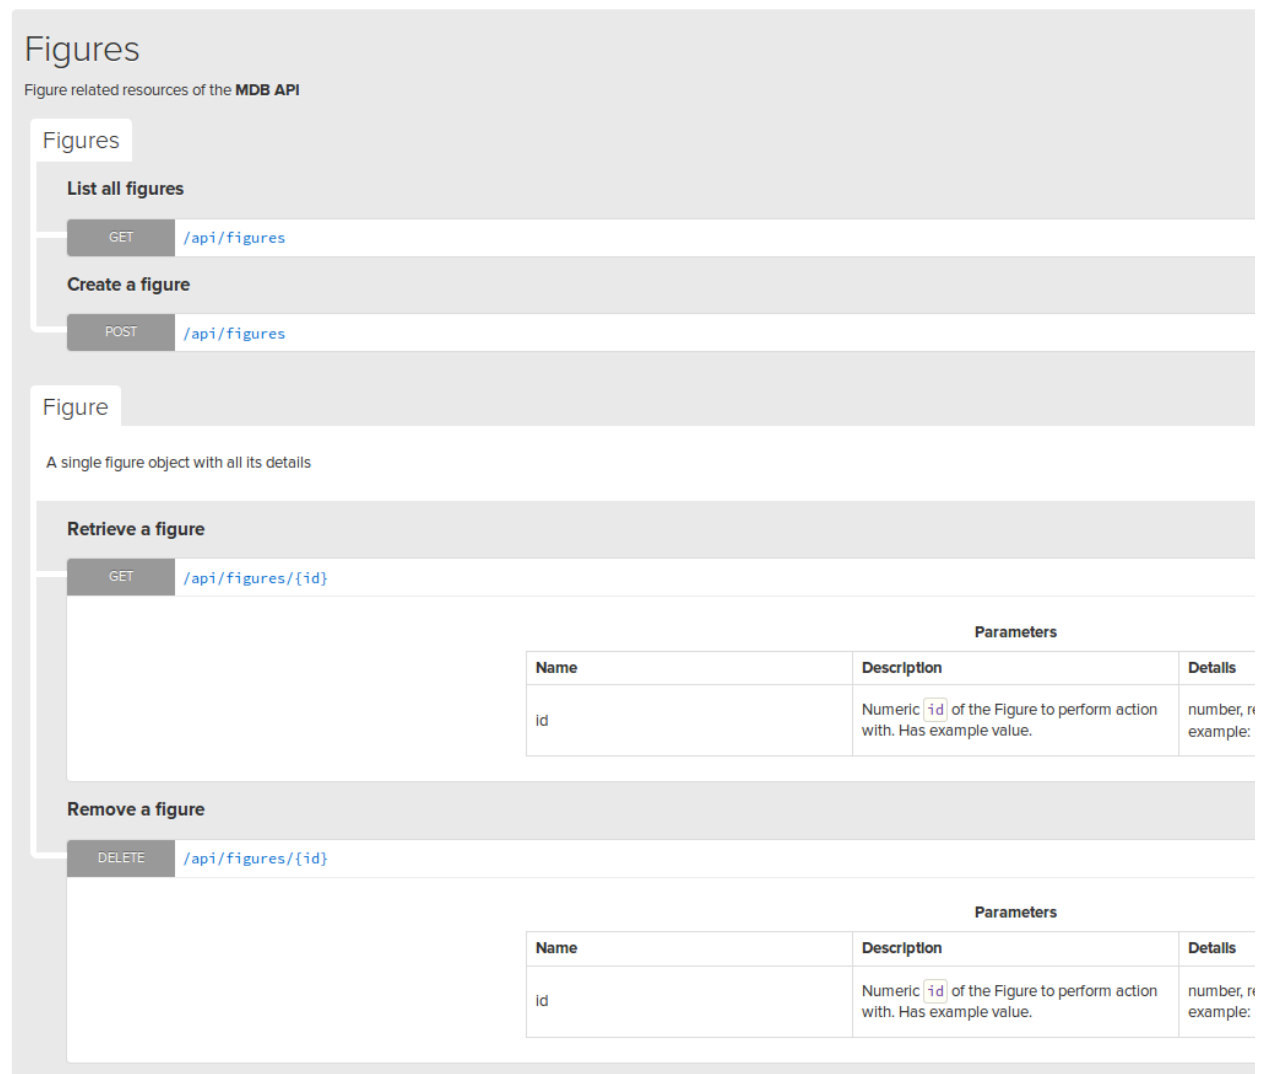 Figures
Figure related resources of the MDB API
Figures
List all figures
GET /api/figures
Create a figure
POST /api/figures
Figure
A single figure object with all its details
Retrieve a figure
GET /api/figures/{id}
Parameters
Name Description Details
id Numeric id of the Figure to perform action with. Has example value. number, 
example:
Remove a figure
DELETE /api/figures/{id}
Parameters
Name Description Details
id Numeric id of the Figure to perform action with. Has example value. number, 
example: